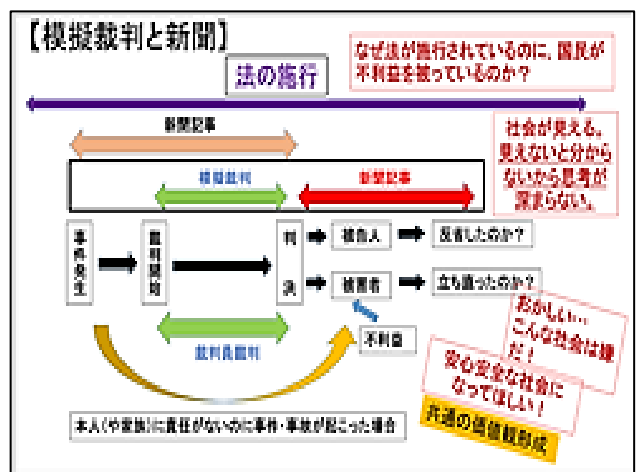 【模擬裁判と新聞】
なぜ法が施行されているのに、国民が
不利益を被っているのか？
法の施行
新聞記事
社会が見える。
見えないと分から
ないから思考が
深まらない。
模擬裁判
新聞記事
事件発生
裁判開始
判決
被告人
反省したのか？
被害者
立ち直ったのか？
裁判員裁判
不利益
おかしい…
こんな社会は嫌
だ！
安心安全な社会に
なってほしい！
共通の価値観形成
本人（や家族）に責任がないのに事件・事故が起こった場合